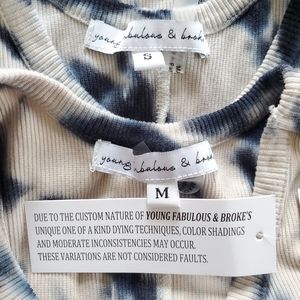 young fabulous & broke
S
young fabulous & broke
M
DUE TO THE CUSTOM NATURE OF YOUNG FABULOUS & BROKE'S
UNIQUE ONE OF A KIND DYING TECHNIQUES, COLOR SHADINGS
AND MODERATE INCONSISTENCIES MAY OCCUR.
THESE VARIATIONS ARE NOT CONSIDERED FAULTS.